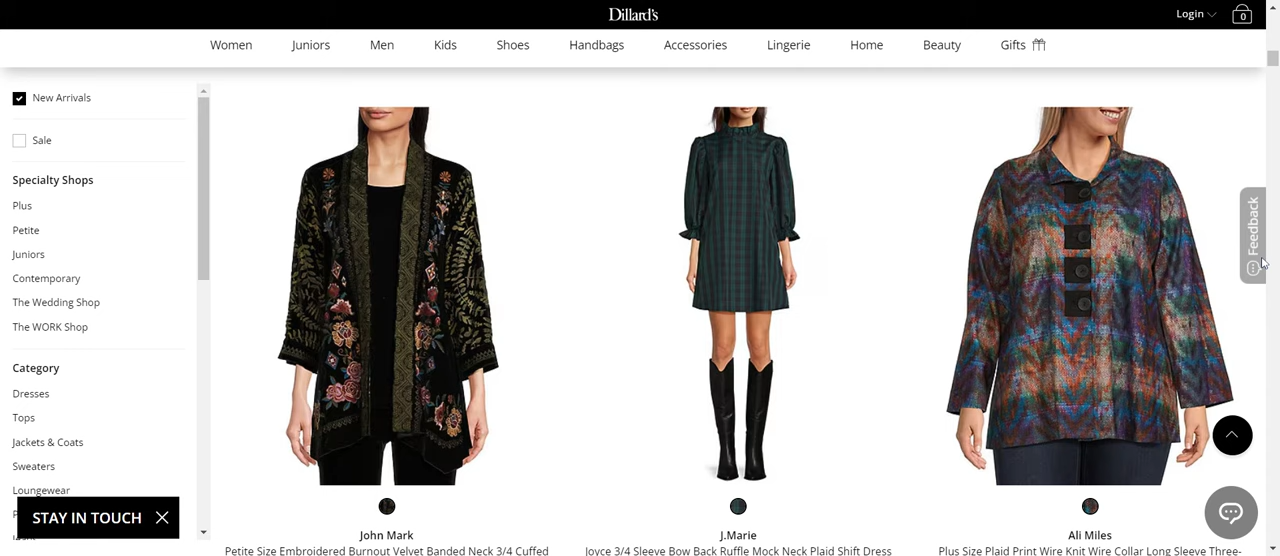 Dillard's
Login
0
Women Juniors Men Kids Shoes Handbags Accessories Lingerie Home Beauty Gifts
New Arrivals
Sale
Specialty Shops
Plus
Petite
Juniors
Contemporary
The Wedding Shop
The WORK Shop
Category
Dresses
Tops
Jackets & Coats
Sweaters
Loungewear
STAY IN TOUCH
Feedback
John Mark
Petite Size Embroidered Burnout Velvet Banded Neck 3/4 Cuffed
J.Marie
Joyce 3/4 Sleeve Bow Back Ruffle Mock Neck Plaid Shift Dress
Ali Miles
Plus Size Plaid Print Wire Knit Wire Collar Long Sleeve Three-